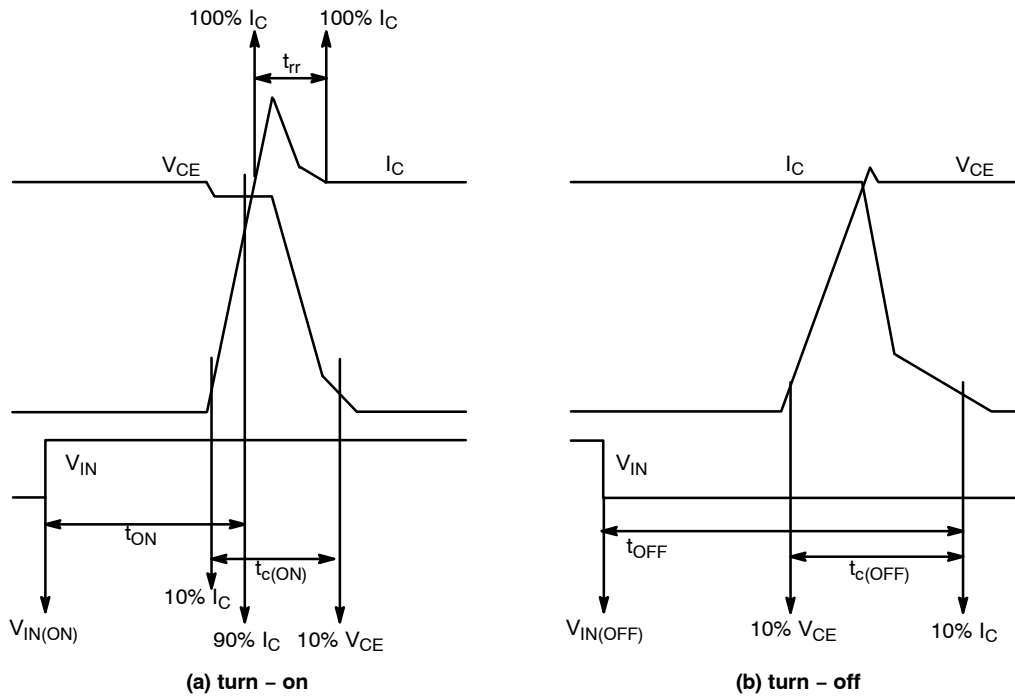 100% I_C 100% I_C
t_rr
V_CE I_C
I_C V_CE
V_IN
V_IN
t_ON
t_OFF
t_c(ON)
t_c(OFF)
10% I_C
V_IN(ON)
90% I_C 10% V_CE
V_IN(OFF) 10% V_CE 10% I_C
(a) turn – on
(b) turn – off